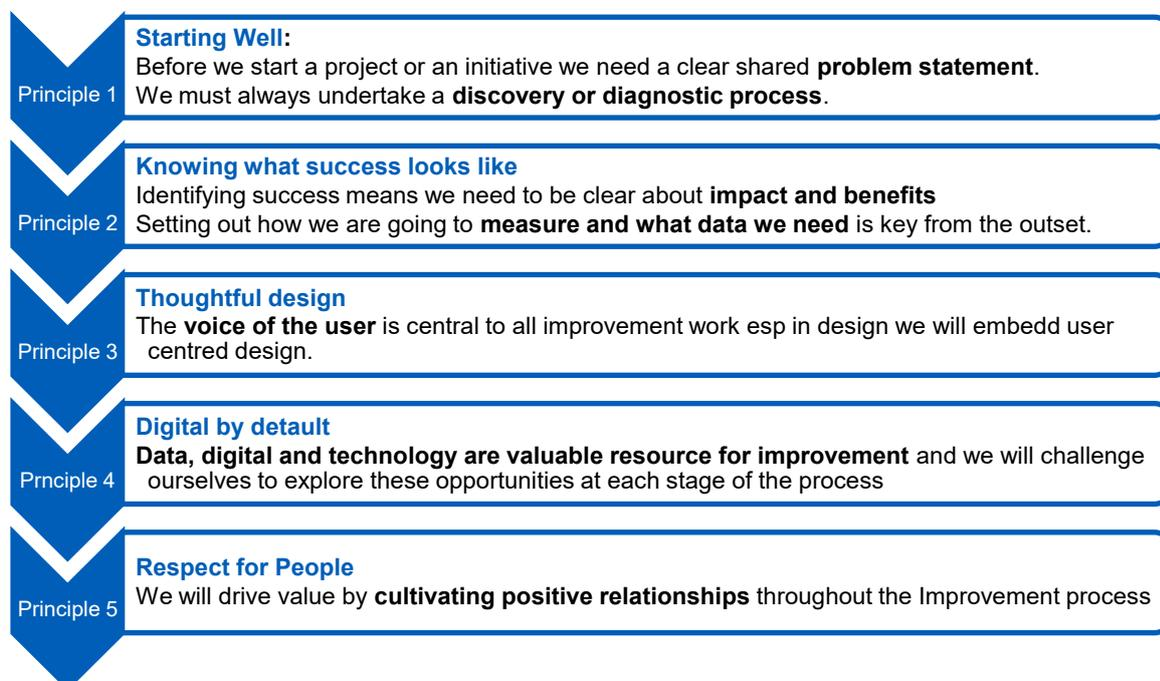 Starting Well:
Before we start a project or an initiative we need a clear shared problem statement.
Principle 1
We must always undertake a discovery or diagnostic process.
Knowing what success looks like
Identifying success means we need to be clear about impact and benefits
Principle 2
Setting out how we are going to measure and what data we need is key from the outset.
Thoughtful design
The voice of the user is central to all improvement work esp in design we will embedd user
Principle 3
centred design.
Digital by detault
Data, digital and technology are valuable resource for improvement and we will challenge
Prnciple 4
ourselves to explore these opportunities at each stage of the process
Respect for People
Principle 5
We will drive value by cultivating positive relationships throughout the Improvement process